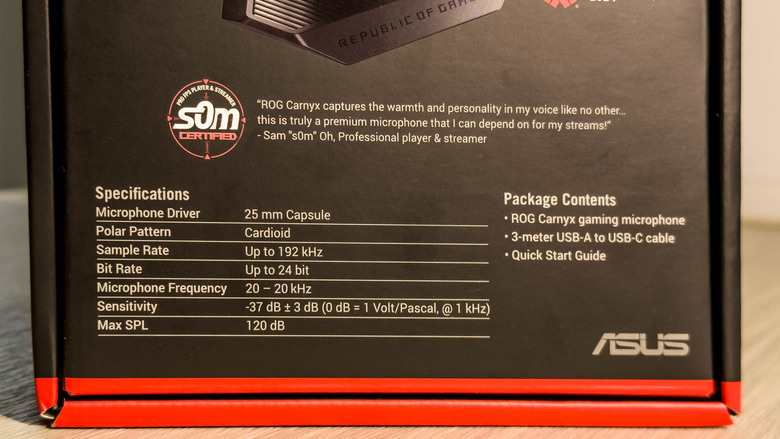 REPUBLIC OF GAM
PRO FPS PLAYER & STREAMER
s0m
CERTIFIED
“ROG Carnyx captures the warmth and personality in my voice like no other...
this is truly a premium microphone that I can depend on for my streams!”
- Sam "s0m" Oh, Professional player & streamer
Specifications
Microphone Driver 25 mm Capsule
Polar Pattern Cardioid
Sample Rate Up to 192 kHz
Bit Rate Up to 24 bit
Microphone Frequency 20 – 20 kHz
Sensitivity -37 dB ± 3 dB (0 dB = 1 Volt/Pascal, @ 1 kHz)
Max SPL 120 dB
Package Contents
• ROG Carnyx gaming microphone
• 3-meter USB-A to USB-C cable
• Quick Start Guide
ASUS